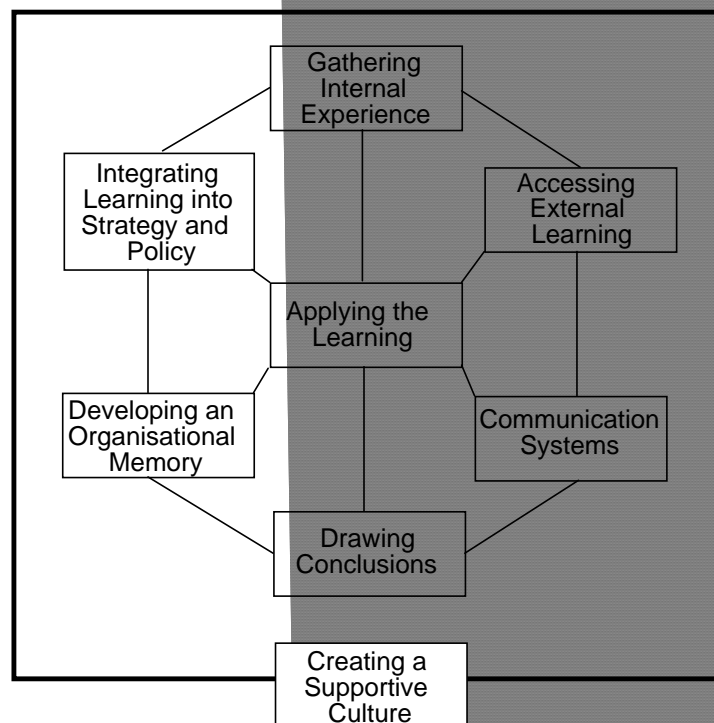 Gathering
Internal
Experience
Integrating
Learning into
Strategy and
Policy
Accessing
External
Learning
Applying the
Learning
Developing an
Organisational
Memory
Communication
Systems
Drawing
Conclusions
Creating a
Supportive
Culture